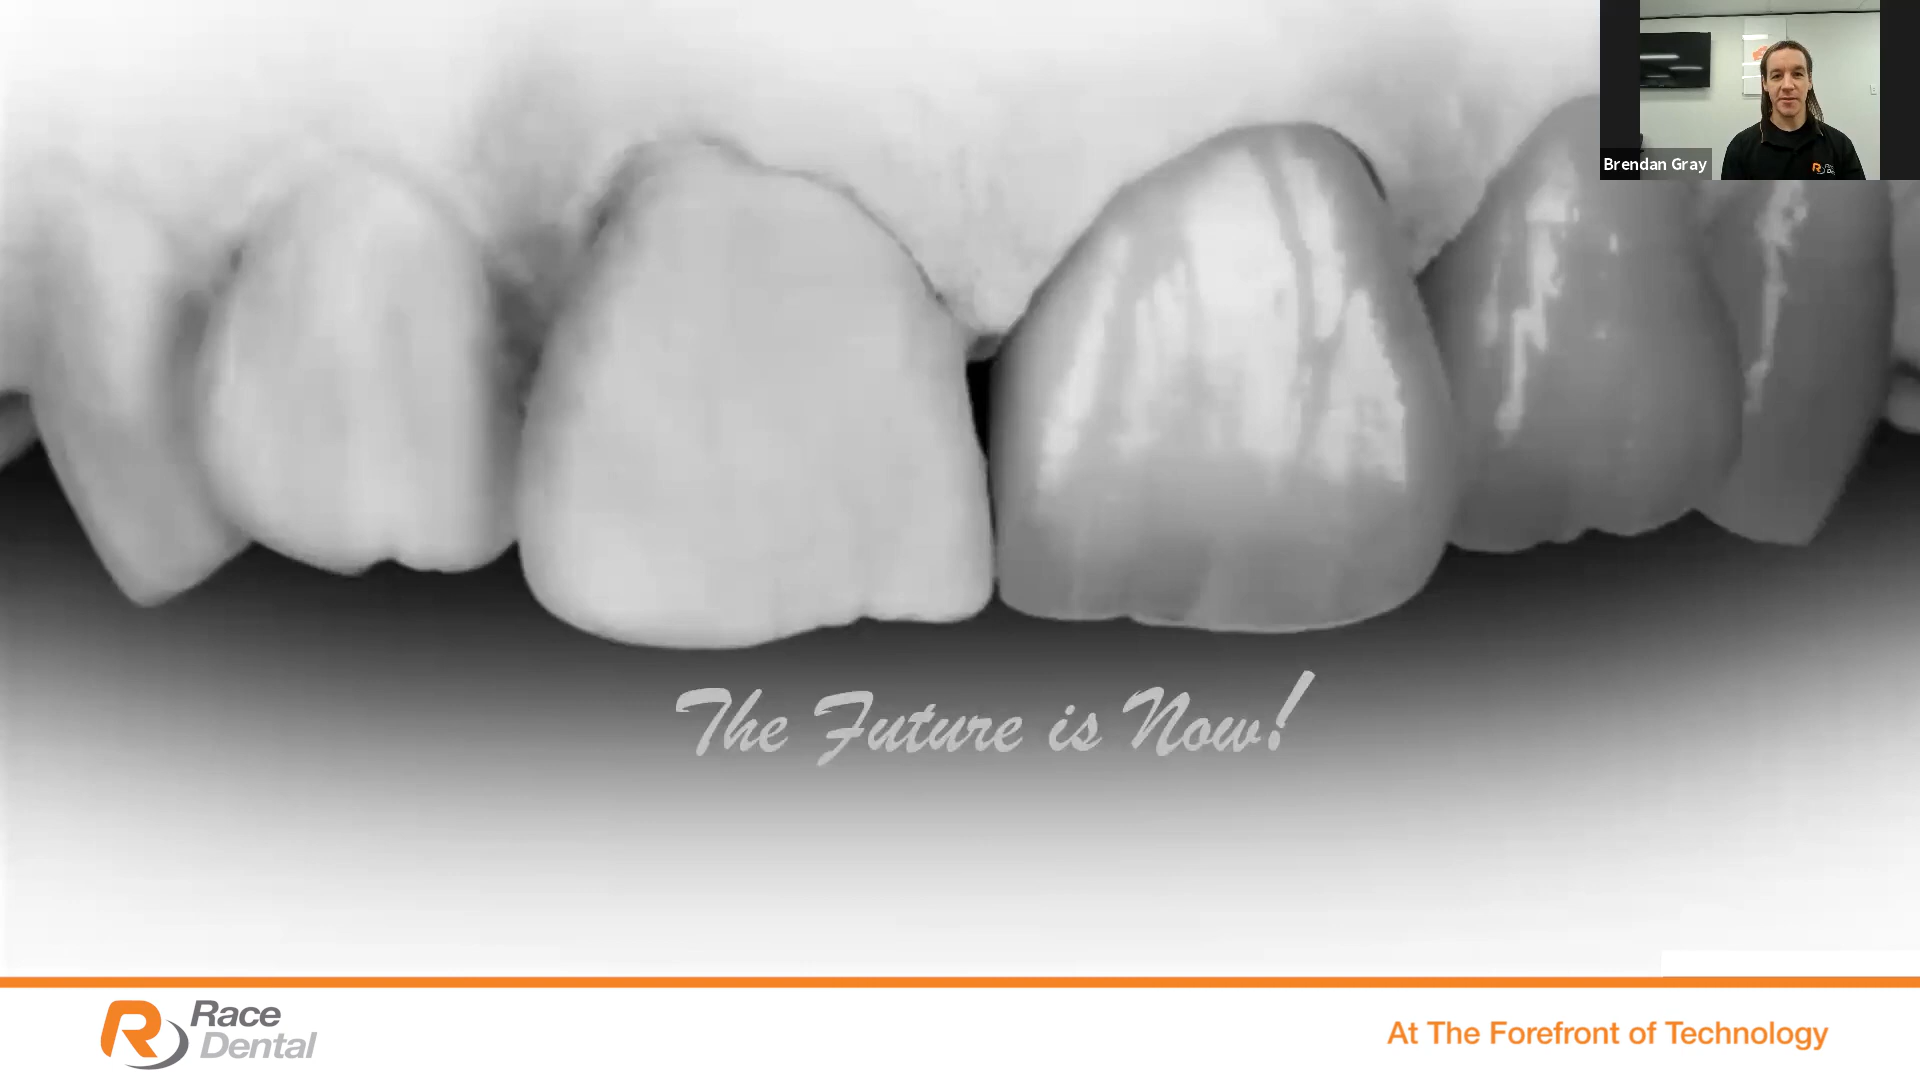 Brendan Gray
The Future is Now!
Race
Dental
At The Forefront of Technology